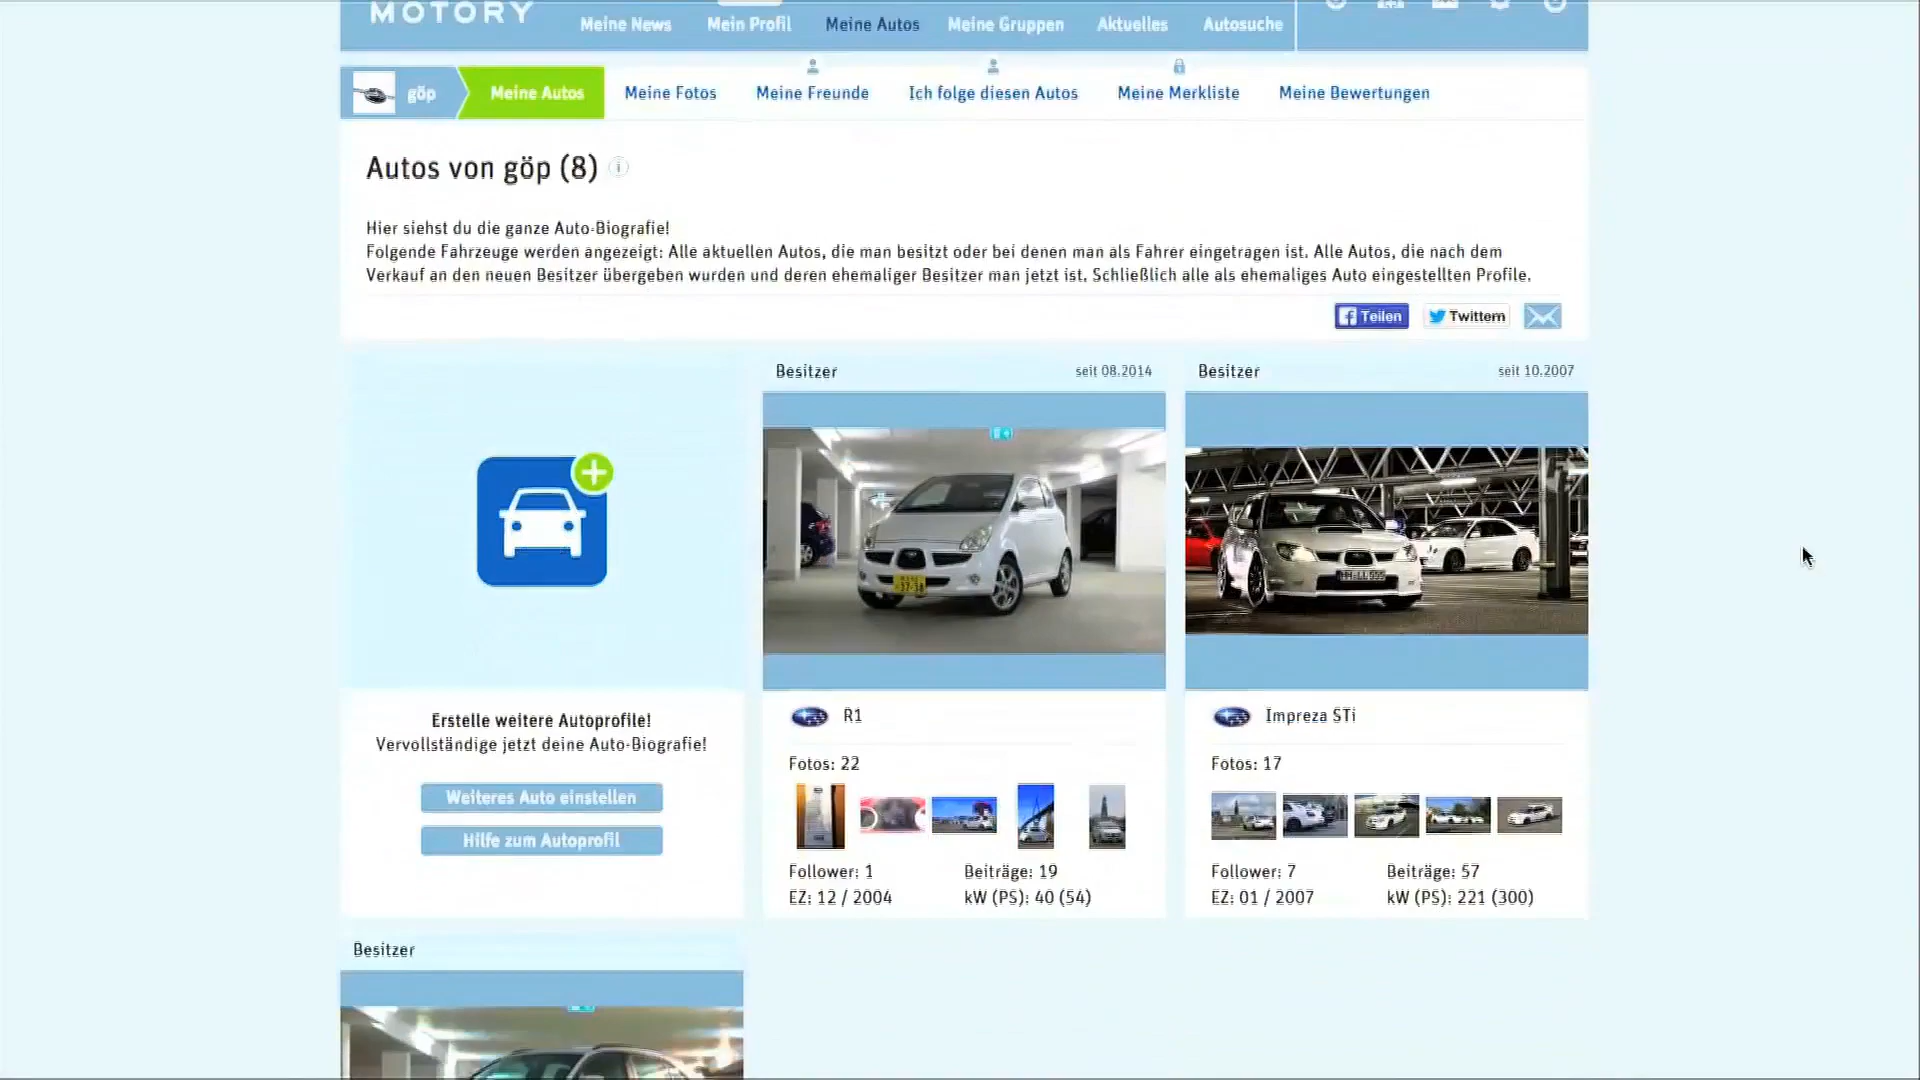 MOTORY
Meine News Mein Profil Meine Autos Meine Gruppen Aktuelles Autosuche
göp Meine Autos Meine Fotos Meine Freunde Ich folge diesen Autos Meine Merkliste Meine Bewertungen
Autos von göp (8) i
Hier siehst du die ganze Auto-Biografie!
Folgende Fahrzeuge werden angezeigt: Alle aktuellen Autos, die man besitzt oder bei denen man als Fahrer eingetragen ist. Alle Autos, die nach dem
Verkauf an den neuen Besitzer übergeben wurden und deren ehemaliger Besitzer man jetzt ist. Schließlich alle als ehemaliges Auto eingestellten Profile.
Teilen Twittern
Besitzer seit 08.2014
Besitzer seit 10.2007
Erstelle weitere Autoprofile!
Vervollständige jetzt deine Auto-Biografie!
Weiteres Auto einstellen
Hilfe zum Autoprofil
R1
Fotos: 22
Follower: 1 Beiträge: 19
EZ: 12 / 2004 kW (PS): 40 (54)
Impreza STi
Fotos: 17
Follower: 7 Beiträge: 57
EZ: 01 / 2007 kW (PS): 221 (300)
Besitzer